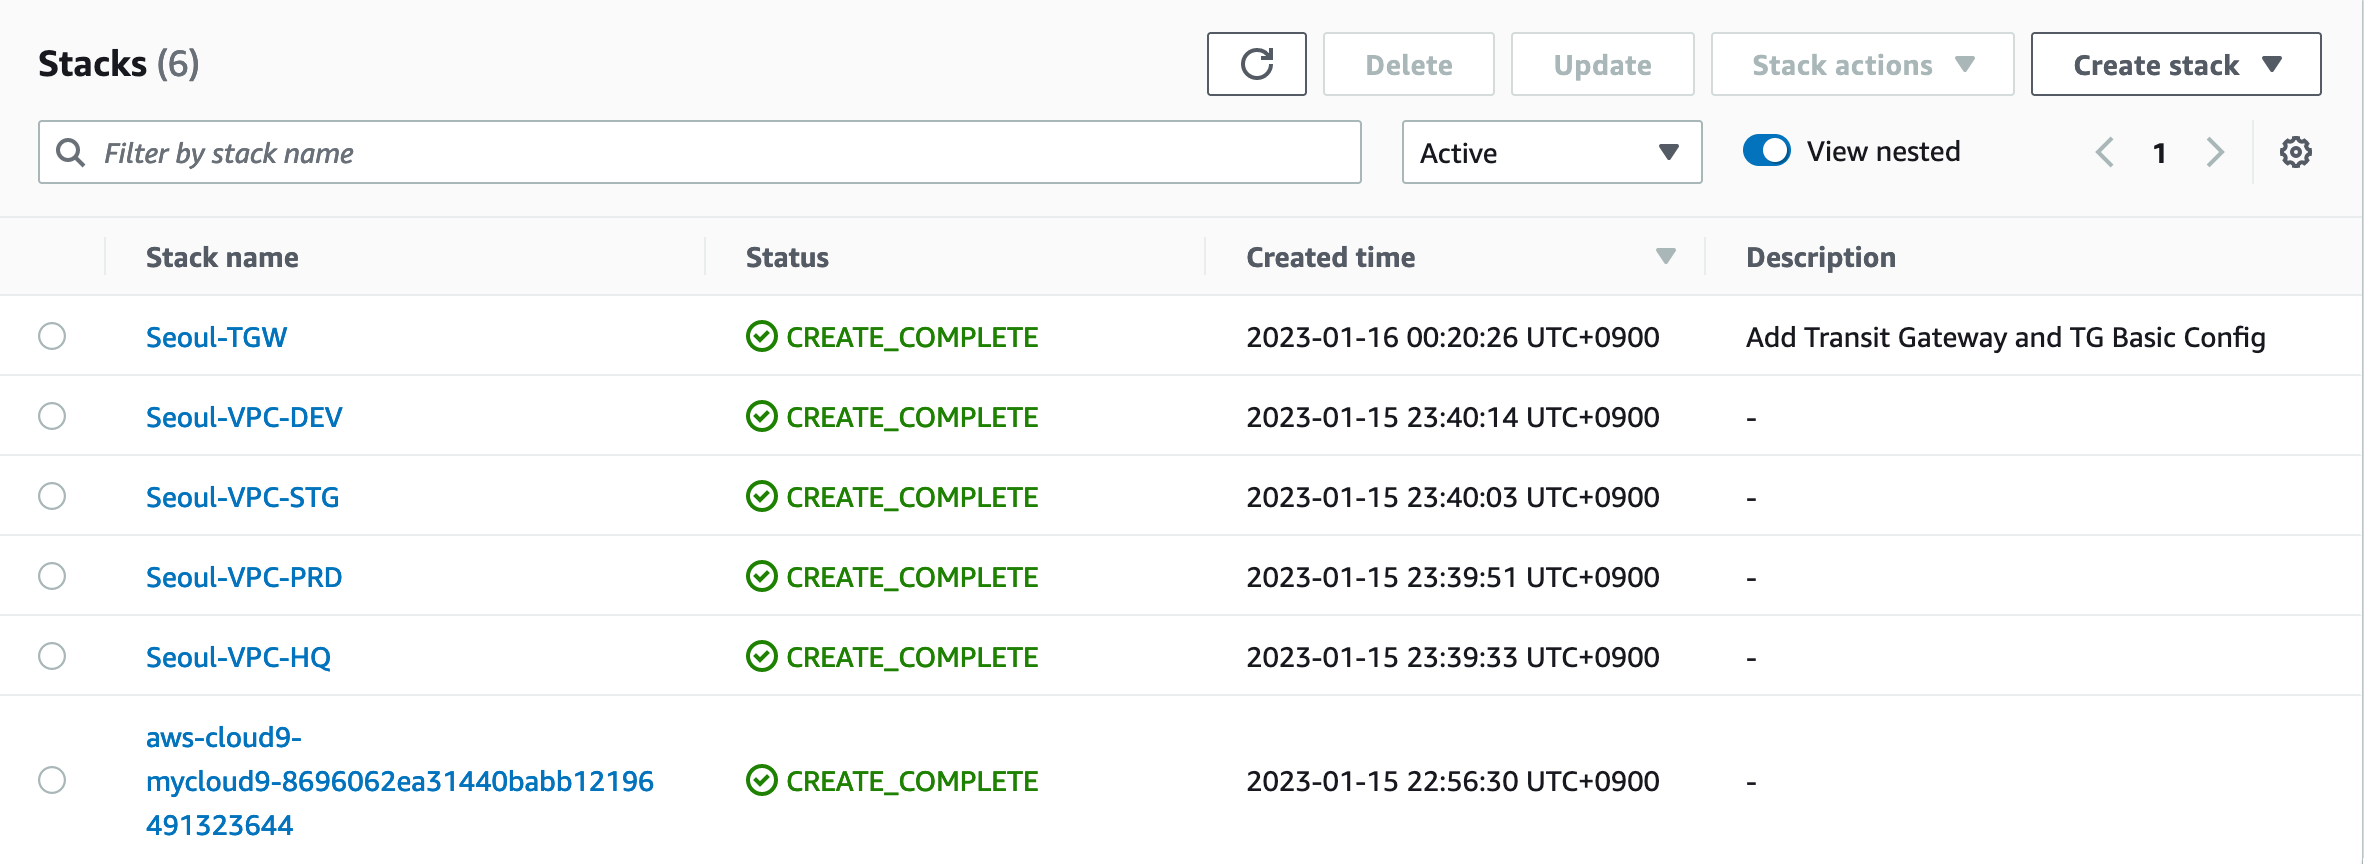 Stacks (6)
Delete
Update
Stack actions
Create stack
Filter by stack name
Active
View nested
1
Stack name Status Created time Description
Seoul-TGW CREATE_COMPLETE 2023-01-16 00:20:26 UTC+0900 Add Transit Gateway and TG Basic Config
Seoul-VPC-DEV CREATE_COMPLETE 2023-01-15 23:40:14 UTC+0900 -
Seoul-VPC-STG CREATE_COMPLETE 2023-01-15 23:40:03 UTC+0900 -
Seoul-VPC-PRD CREATE_COMPLETE 2023-01-15 23:39:51 UTC+0900 -
Seoul-VPC-HQ CREATE_COMPLETE 2023-01-15 23:39:33 UTC+0900 -
aws-cloud9-
mycloud9-8696062ea31440babb12196
491323644
CREATE_COMPLETE 2023-01-15 22:56:30 UTC+0900 -